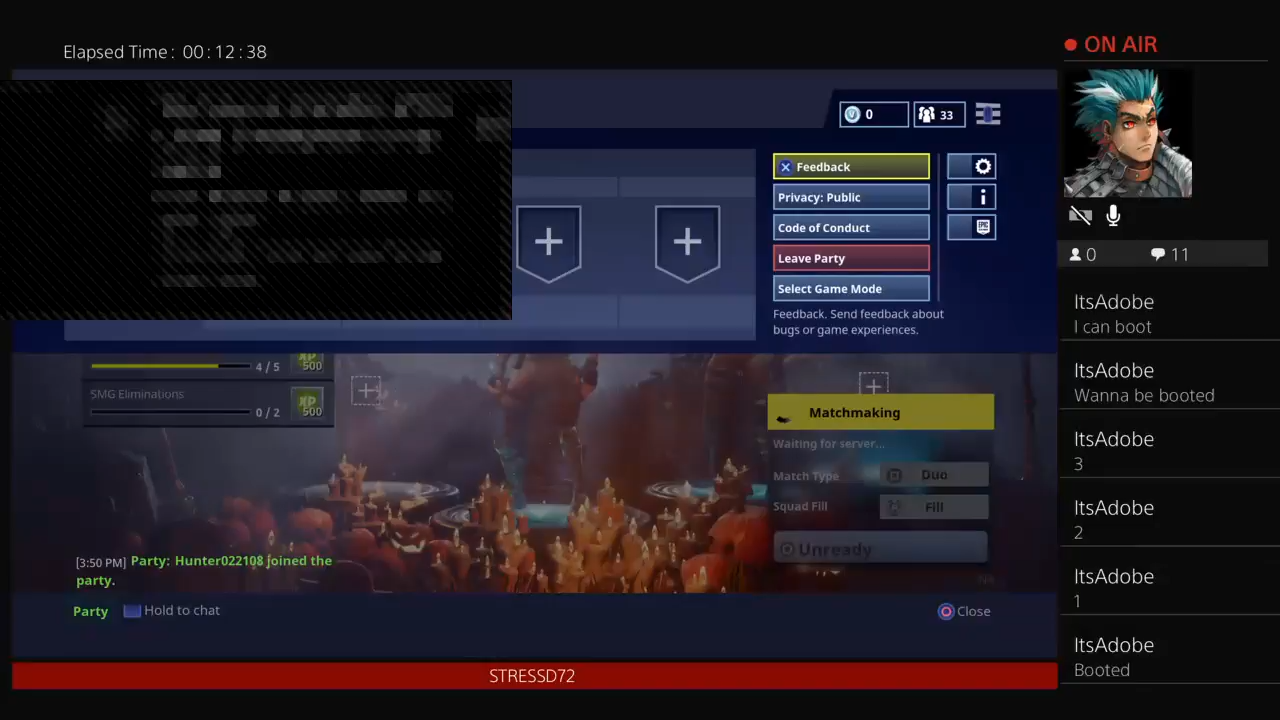 Elapsed Time: 00:12:38
ON AIR
0
33
Feedback
Privacy: Public
Code of Conduct
Leave Party
Select Game Mode
Feedback. Send feedback about
bugs or game experiences.
EPIC
4 / 5
XP
500
SMG Eliminations
0 / 2
XP
500
Matchmaking
Waiting for server...
Match Type
Duo
Squad Fill
Fill
Unready
[3:50 PM] Party: Hunter022108 joined the
party.
Party
Hold to chat
Close
STRESSD72
0
11
ItsAdobe
I can boot
ItsAdobe
Wanna be booted
ItsAdobe
3
ItsAdobe
2
ItsAdobe
1
ItsAdobe
Booted